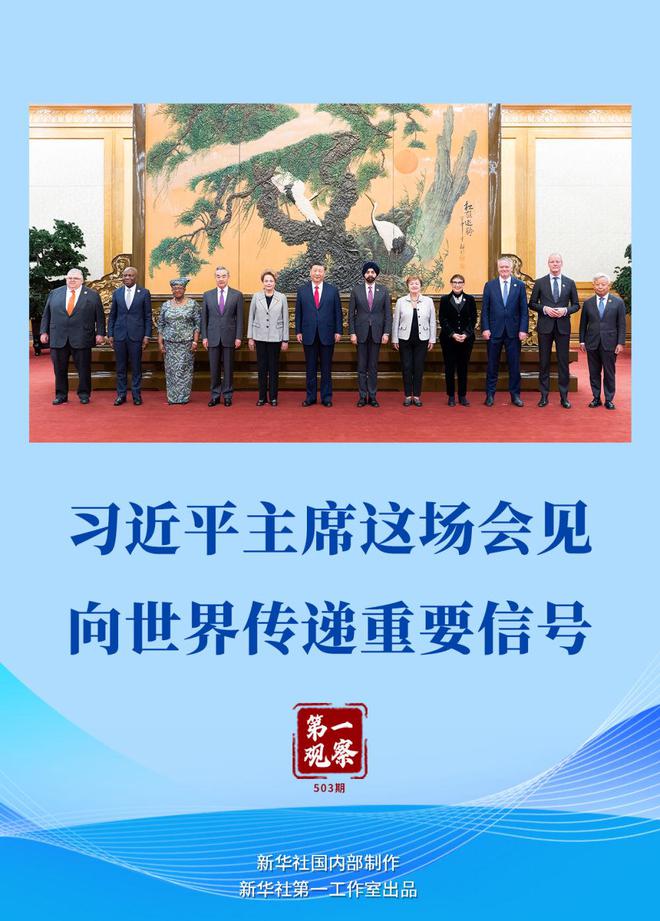 习近平主席这场会见
向世界传递重要信号
第一
观察
503期
新华社国内部制作
新华社第一工作室出品